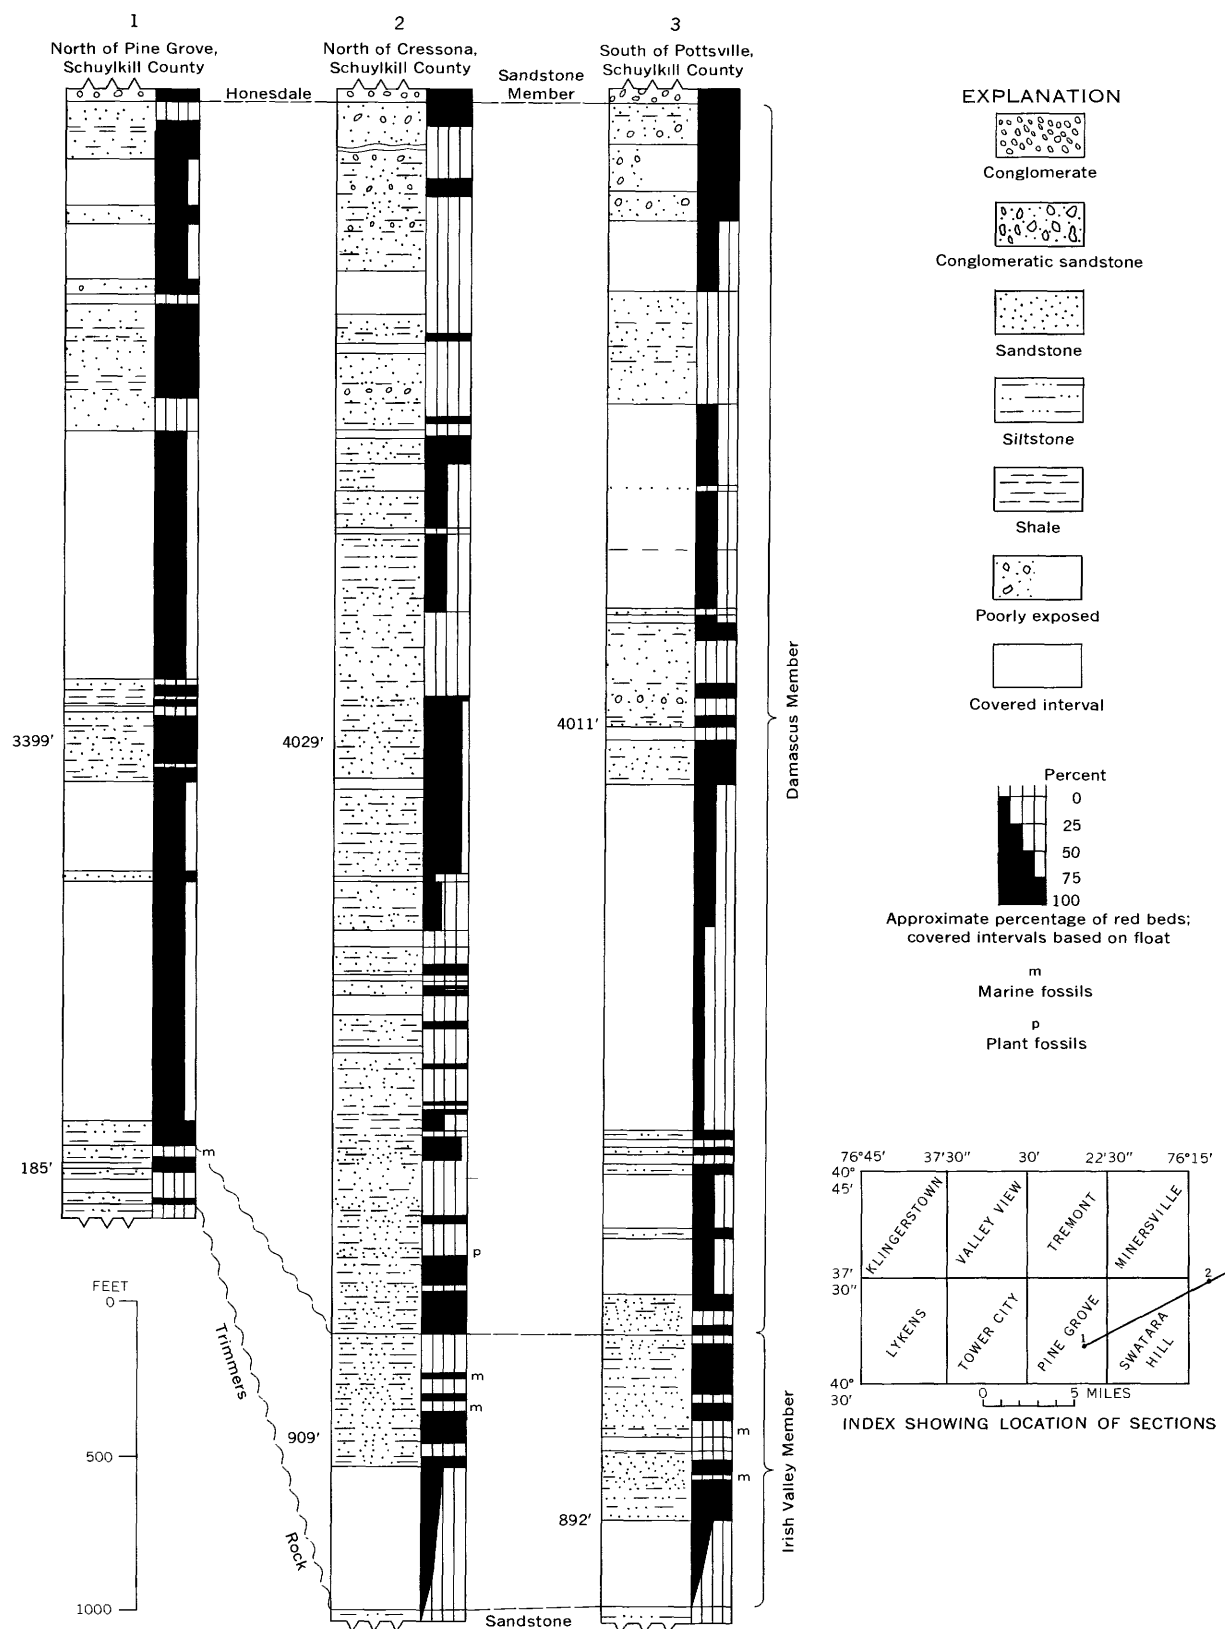 1
North of Pine Grove,
Schuylkill County
Honesdale
2
North of Cressona,
Schuylkill County
Sandstone
Member
3
South of Pottsville,
Schuylkill County
3399'
4029'
4011'
Damascus Member
185'
m
p
m
m
909'
m
m
892'
Irish Valley Member
FEET
0
500
1000
Trimmers
Rock
Sandstone
EXPLANATION
Conglomerate
Conglomeratic sandstone
Sandstone
Siltstone
Shale
Poorly exposed
Covered interval
Percent
0
25
50
75
100
Approximate percentage of red beds;
covered intervals based on float
m
Marine fossils
p
Plant fossils
76°45' 37'30" 30' 22'30" 76°15'
40°
45'
KLINGERSTOWN
VALLEY VIEW
TREMONT
MINERSVILLE
37'
30"
2
LYKENS
TOWER CITY
PINE GROVE
1
SWATARA
HILL
40°
30'
0 5 MILES
INDEX SHOWING LOCATION OF SECTIONS